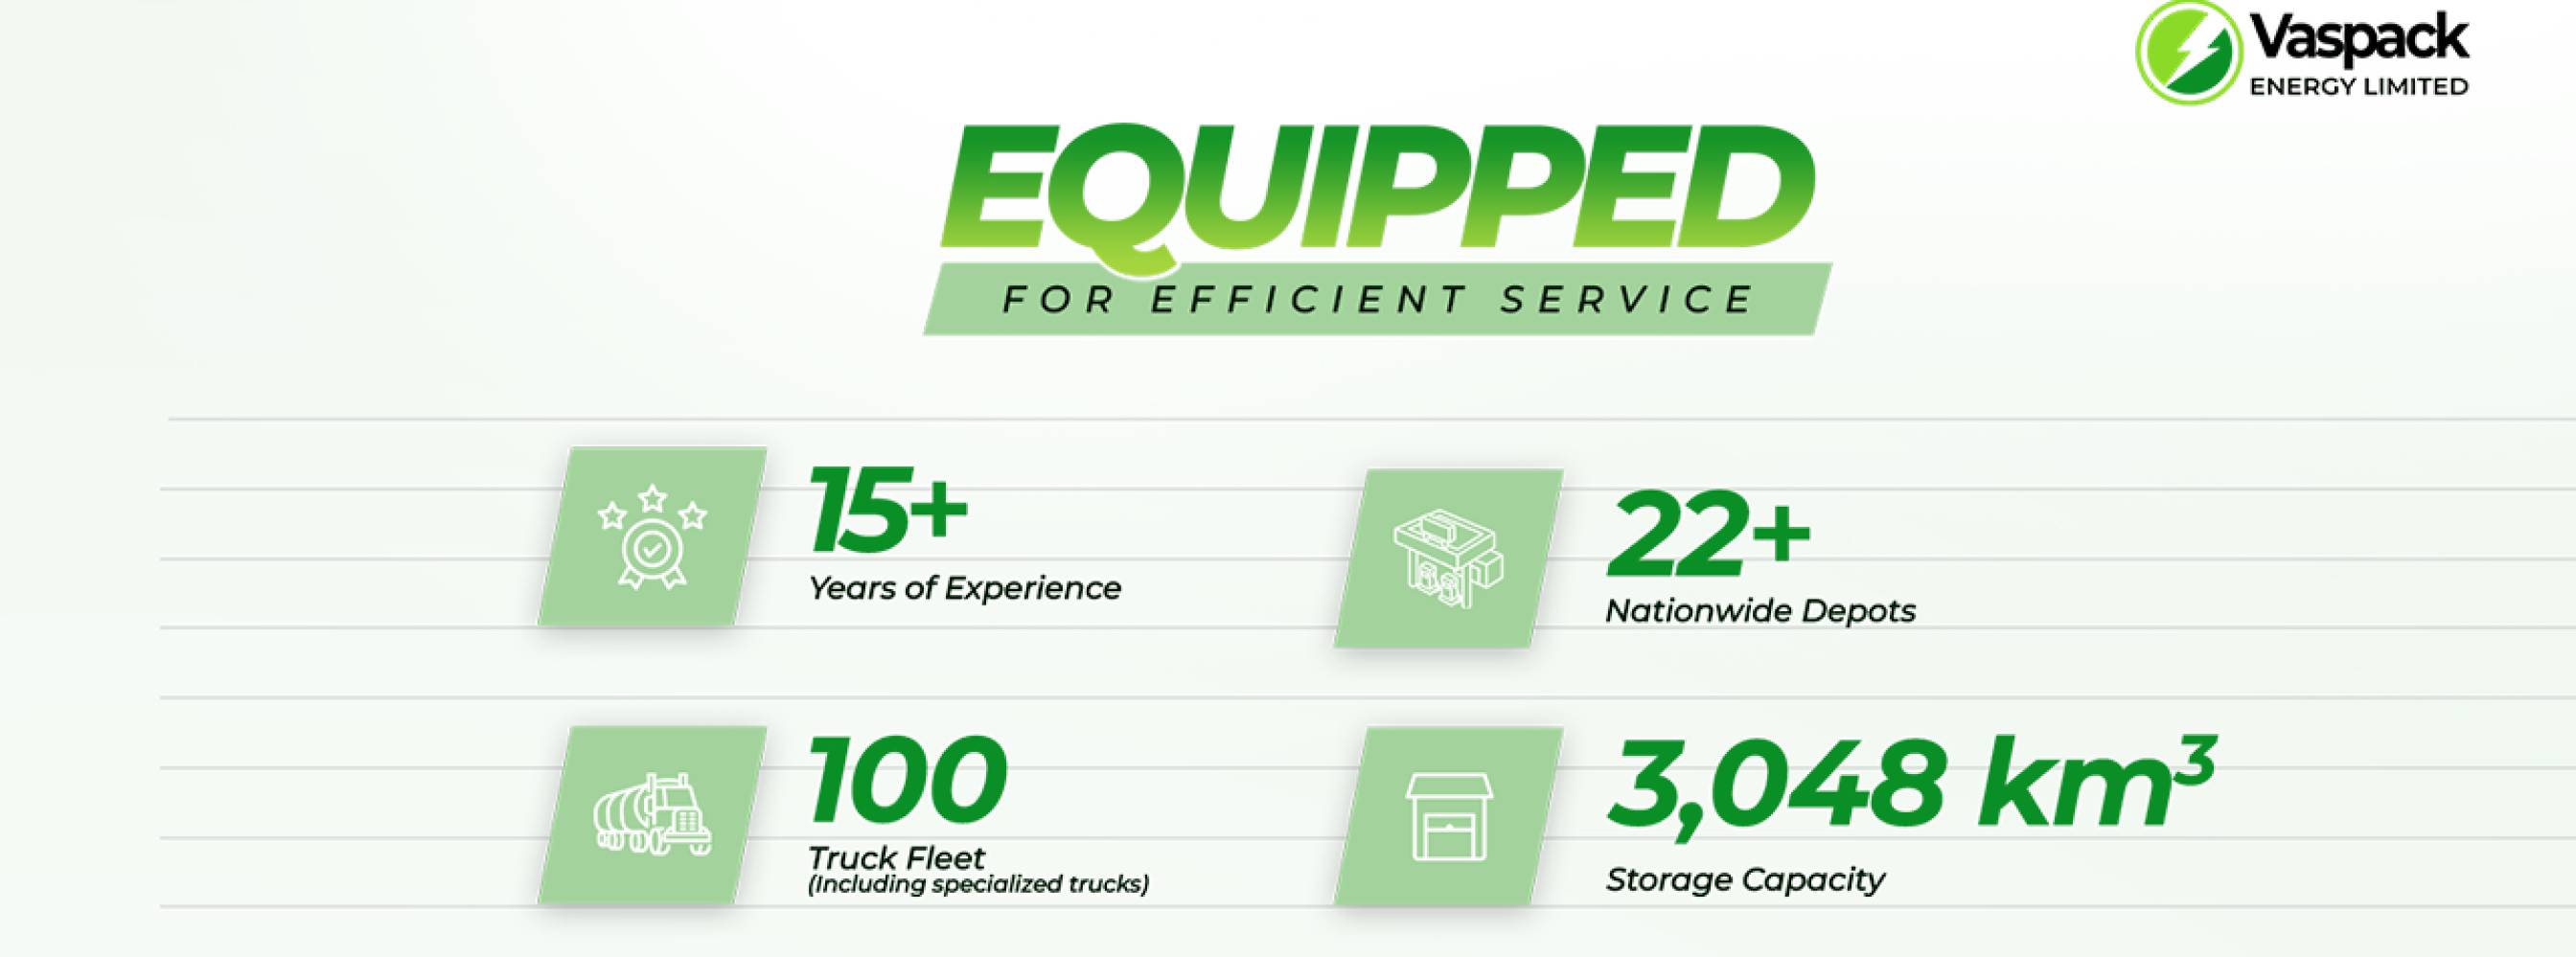 Vaspack
ENERGY LIMITED
EQUIPPED
FOR EFFICIENT SERVICE
15+
Years of Experience
22+
Nationwide Depots
100
Truck Fleet
(Including specialized trucks)
3,048 km³
Storage Capacity